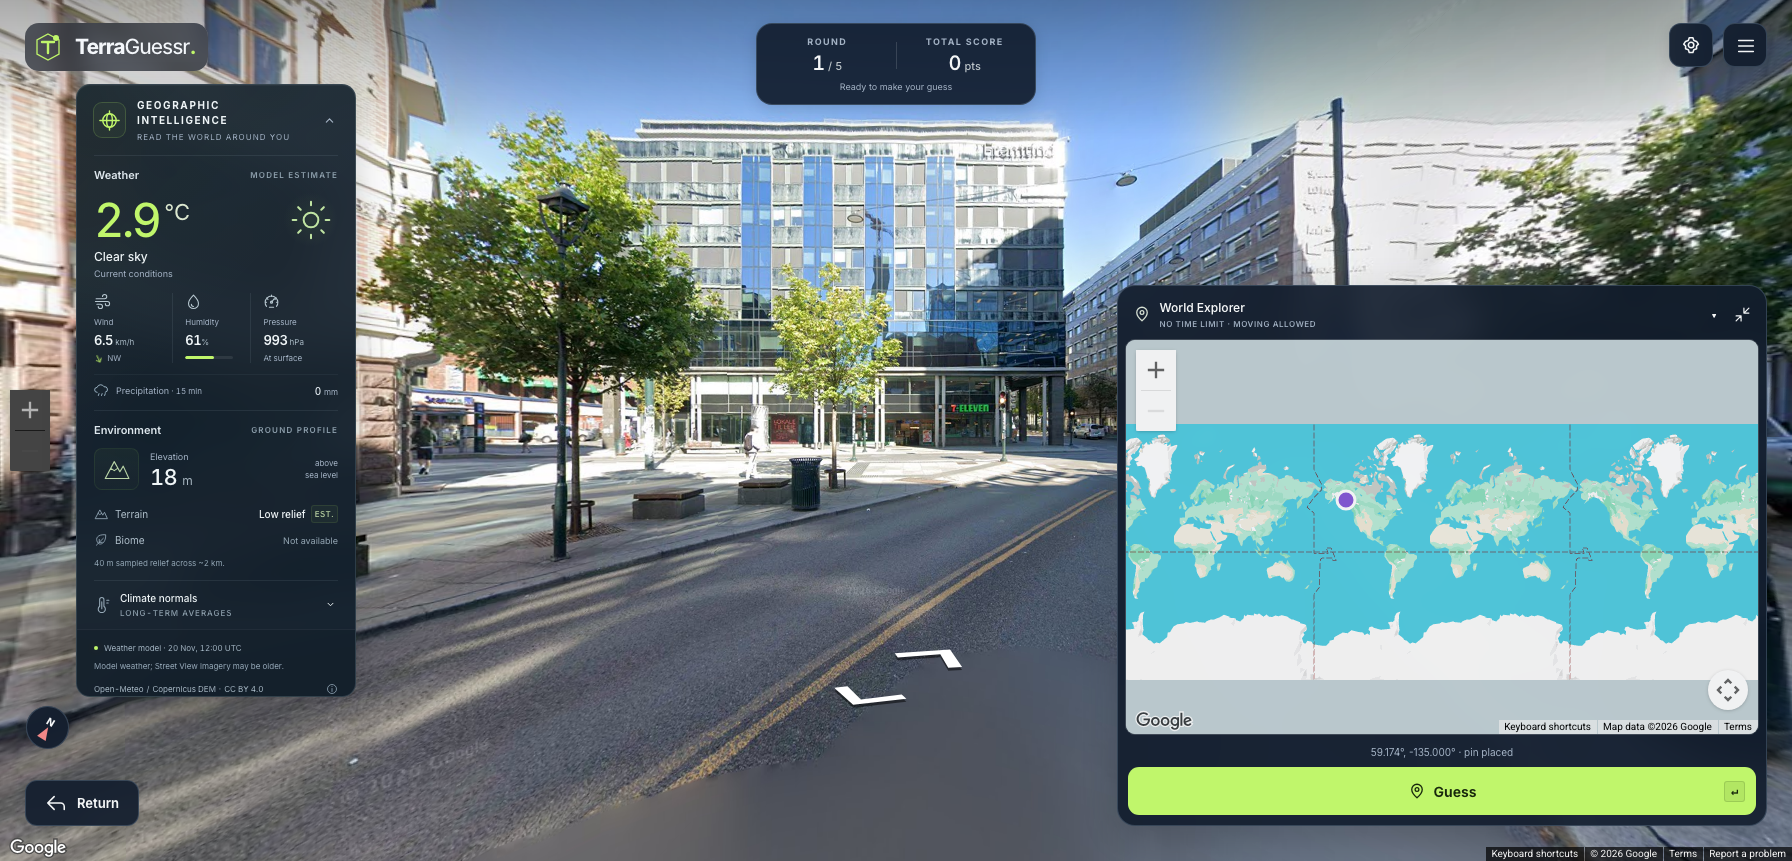 TerraGuessr.
GEOGRAPHIC
INTELLIGENCE
READ THE WORLD AROUND YOU
Weather
MODEL ESTIMATE
2.9 °C
Clear sky
Current conditions
Wind
6.5 km/h
NW
Humidity
61%
Pressure
993 hPa
At surface
Precipitation · 15 min
0 mm
Environment
GROUND PROFILE
Elevation
18 m
above
sea level
Terrain
Low relief
EST.
Biome
Not available
40 m sampled relief across ~2 km.
Climate normals
LONG-TERM AVERAGES
Weather model · 20 Nov, 12:00 UTC
Model weather; Street View imagery may be older.
Open-Meteo / Copernicus DEM · CC BY 4.0
N
Return
Google
ROUND
1 / 5
TOTAL SCORE
0 pts
Ready to make your guess
7-ELEVEN
World Explorer
NO TIME LIMIT · MOVING ALLOWED
Google
Keyboard shortcuts
Map data ©2026 Google
Terms
59.174°, -135.000° · pin placed
Guess
Keyboard shortcuts
© 2026 Google
Terms
Report a problem